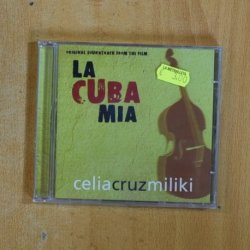 ORIGINAL SOUNDTRACK FROM THE FILM
LA
CUBA
MIA
celiacruzmiliki